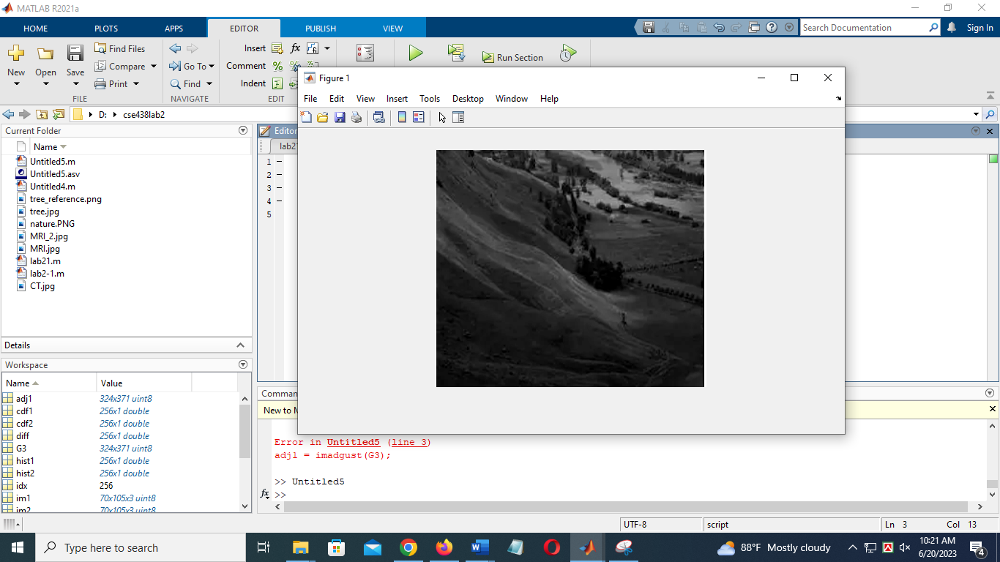 MATLAB R2021a
HOME PLOTS APPS EDITOR PUBLISH VIEW
Search Documentation
Sign In
New
Open
Save
Find Files
Compare
Print
FILE
Go To
Find
NAVIGATE
Insert
Comment
Indent
EDIT
Run Section
D: cse438lab2
Current Folder
Name
Untitled5.m
Untitled5.asv
Untitled4.m
tree_reference.png
tree.jpg
nature.PNG
MRI_2.jpg
MRI.jpg
lab21.m
lab2-1.m
CT.jpg
Details
Workspace
Name Value
adj1 324x371 uint8
cdf1 256x1 double
cdf2 256x1 double
diff 256x1 double
G3 324x371 uint8
hist1 256x1 double
hist2 256x1 double
idx 256
im1 70x105x3 uint8
im2 70x105x3 uint8
Editor
lab2
1
2
3
4
5
Figure 1
File Edit View Insert Tools Desktop Window Help
Comman
New to M
Error in Untitled5 (line 3)
adj1 = imadgust(G3);
>> Untitled5
fx >>
UTF-8 script Ln 3 Col 13
Type here to search
88°F Mostly cloudy
10:21 AM
6/20/2023
4